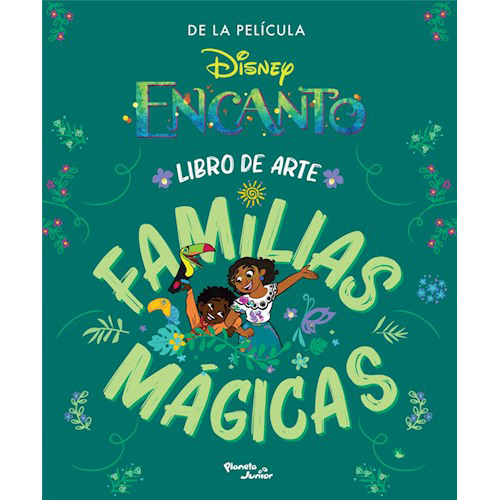 DE LA PELÍCULA
Disney
ENCANTO
LIBRO DE ARTE
FAMILIAS
MÁGICAS
Planeta
Junior